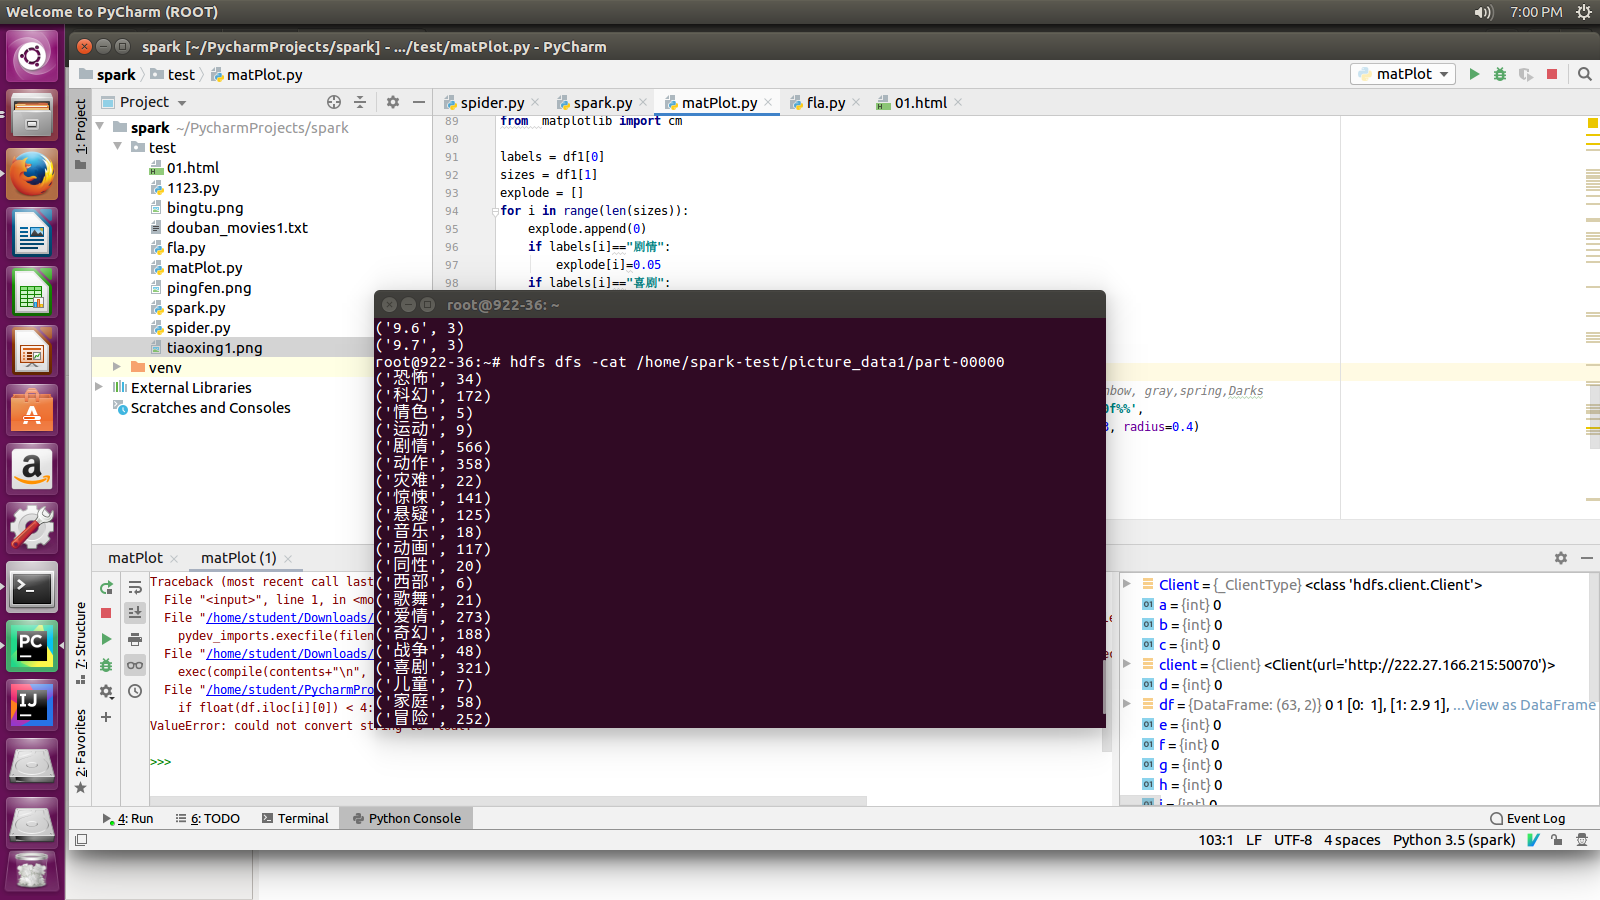 Welcome to PyCharm (ROOT)
7:00 PM
spark [~/PycharmProjects/spark] - .../test/matPlot.py - PyCharm
spark
test
matPlot.py
matPlot
1: Project
Project
spider.py
spark.py
matPlot.py
fla.py
01.html
spark ~/PycharmProjects/spark
test
01.html
1123.py
bingtu.png
douban_movies1.txt
fla.py
matPlot.py
pingfen.png
spark.py
spider.py
tiaoxing1.png
venv
External Libraries
Scratches and Consoles
89 from matplotlib import cm
90
91 labels = df1[0]
92 sizes = df1[1]
93 explode = []
94 for i in range(len(sizes)):
95 explode.append(0)
96 if labels[i]=="剧情":
97 explode[i]=0.05
98 if labels[i]=="喜剧":
nbow, gray,spring,Darks
0f%%',
3, radius=0.4)
root@922-36: ~
('9.6', 3)
('9.7', 3)
root@922-36:~# hdfs dfs -cat /home/spark-test/picture_data1/part-00000
('恐怖', 34)
('科幻', 172)
('情色', 5)
('运动', 9)
('剧情', 566)
('动作', 358)
('灾难', 22)
('惊悚', 141)
('悬疑', 125)
('音乐', 18)
('动画', 117)
('同性', 20)
('西部', 6)
('歌舞', 21)
('爱情', 273)
('奇幻', 188)
('战争', 48)
('喜剧', 321)
('儿童', 7)
('家庭', 58)
('冒险', 252)
matPlot
matPlot (1)
Traceback (most recent call last
File "<input>", line 1, in <mo
File "/home/student/Downloads/
pydev_imports.execfile(filen
File "/home/student/Downloads/
exec(compile(contents+"\n",
File "/home/student/PycharmPro
if float(df.iloc[i][0]) < 4:
ValueError: could not convert string to float:
>>>
Client = {_ClientType} <class 'hdfs.client.Client'>
a = {int} 0
b = {int} 0
c = {int} 0
client = {Client} <Client(url='http://222.27.166.215:50070')>
d = {int} 0
df = {DataFrame: (63, 2)} 0 1 [0: 1], [1: 2.9 1], ...View as DataFrame
e = {int} 0
f = {int} 0
g = {int} 0
h = {int} 0
i = {int} 0
7: Structure
2: Favorites
4: Run
6: TODO
Terminal
Python Console
Event Log
103:1 LF UTF-8 4 spaces Python 3.5 (spark)